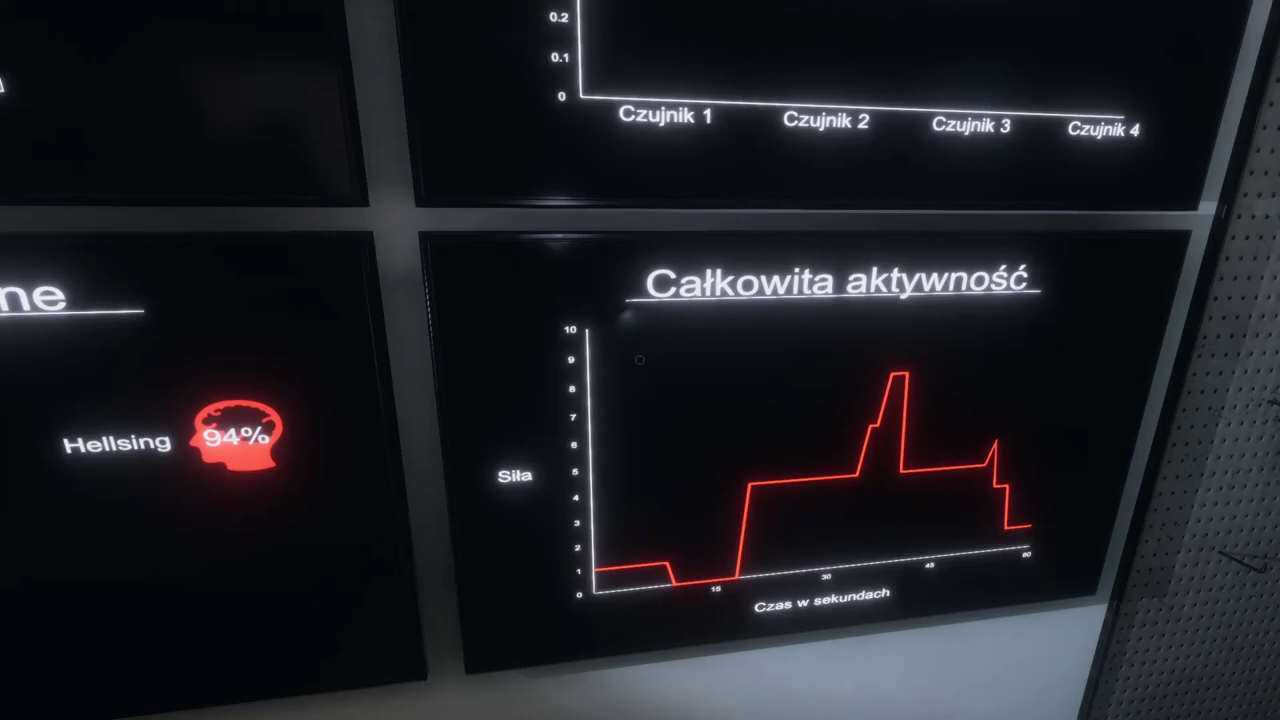 0.2
0.1
0
Czujnik 1 Czujnik 2 Czujnik 3 Czujnik 4
ne
Hellsing 94%
Całkowita aktywność
10
9
8
7
6
5
4
3
2
1
0
Siła
15 30 45 60
Czas w sekundach